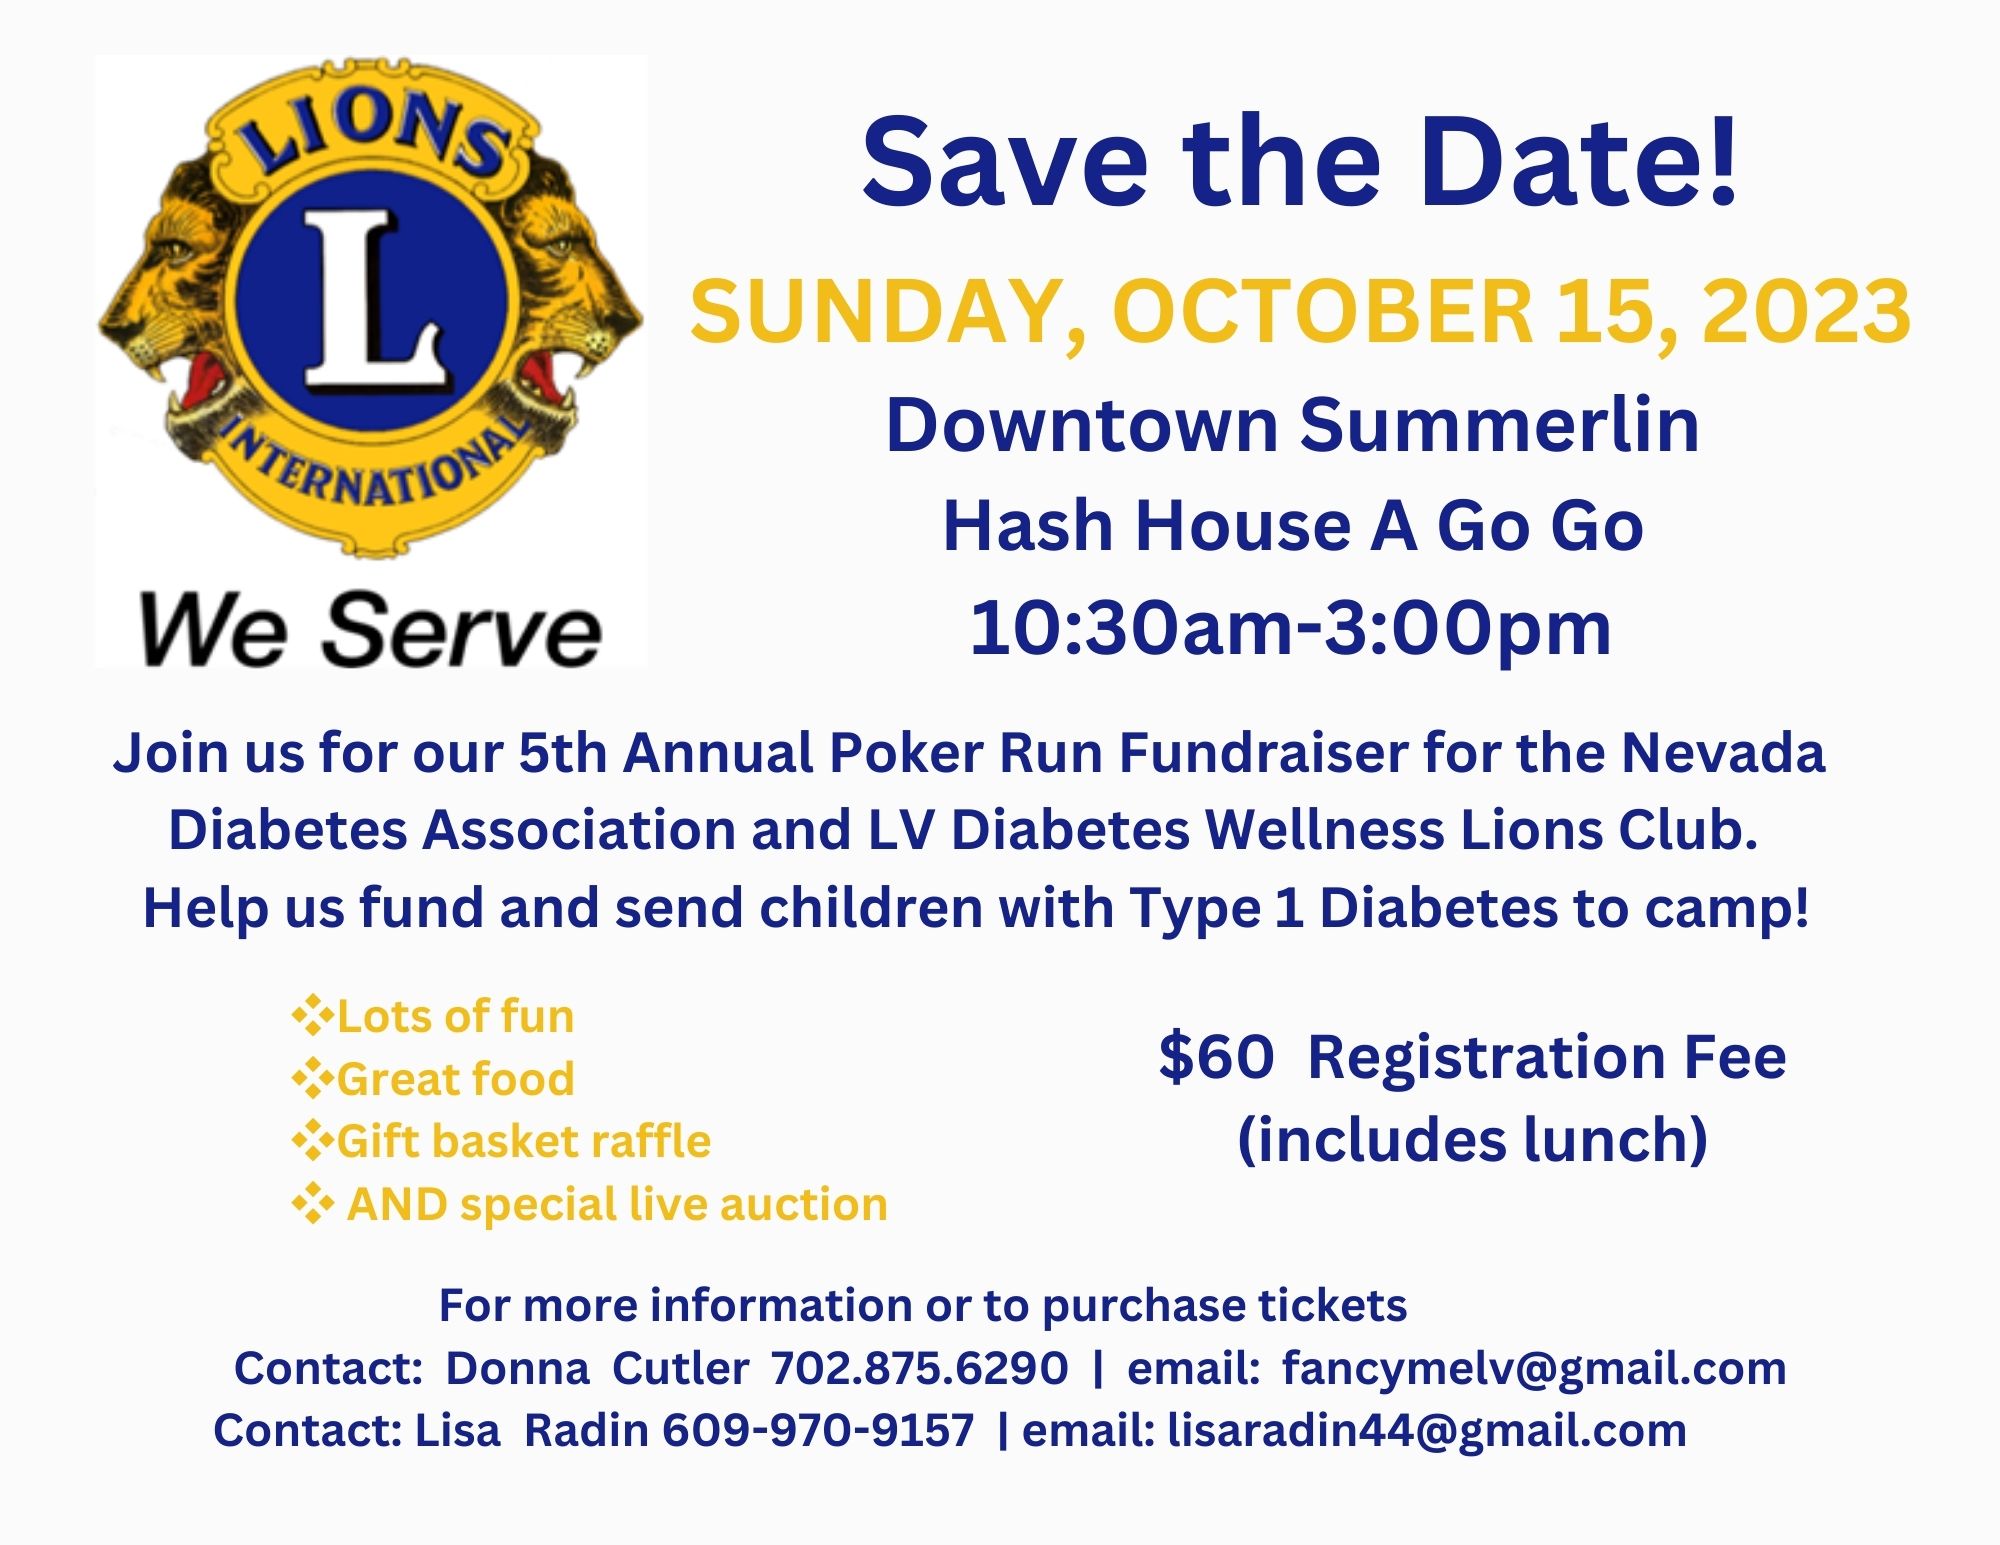 LIONS
L
INTERNATIONAL
We Serve
Save the Date!
SUNDAY, OCTOBER 15, 2023
Downtown Summerlin
Hash House A Go Go
10:30am-3:00pm
Join us for our 5th Annual Poker Run Fundraiser for the Nevada
Diabetes Association and LV Diabetes Wellness Lions Club.
Help us fund and send children with Type 1 Diabetes to camp!
❖Lots of fun
❖Great food
❖Gift basket raffle
❖ AND special live auction
$60 Registration Fee
(includes lunch)
For more information or to purchase tickets
Contact: Donna Cutler 702.875.6290 | email: fancymelv@gmail.com
Contact: Lisa Radin 609-970-9157 | email: lisaradin44@gmail.com